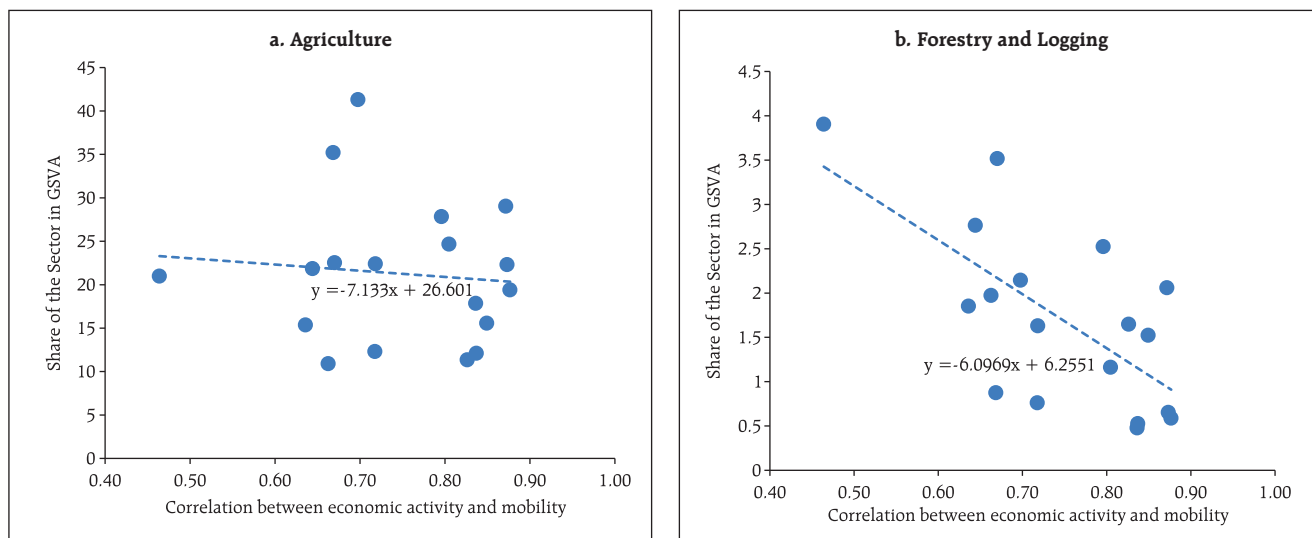 a. Agriculture
45
40
35
30
25
20
15
10
5
0
Share of the Sector in GSVA
y =-7.133x + 26.601
0.40 0.50 0.60 0.70 0.80 0.90 1.00
Correlation between economic activity and mobility
b. Forestry and Logging
4.5
4
3.5
3
2.5
2
1.5
1
0.5
0
Share of the Sector in GSVA
y =-6.0969x + 6.2551
0.40 0.50 0.60 0.70 0.80 0.90 1.00
Correlation between economic activity and mobility